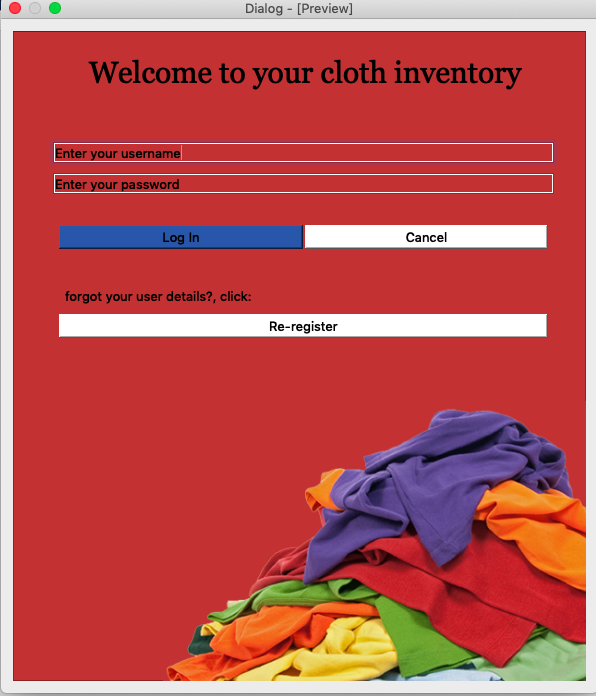 Dialog - [Preview]
Welcome to your cloth inventory
Enter your username
Enter your password
Log In Cancel
forgot your user details?, click:
Re-register